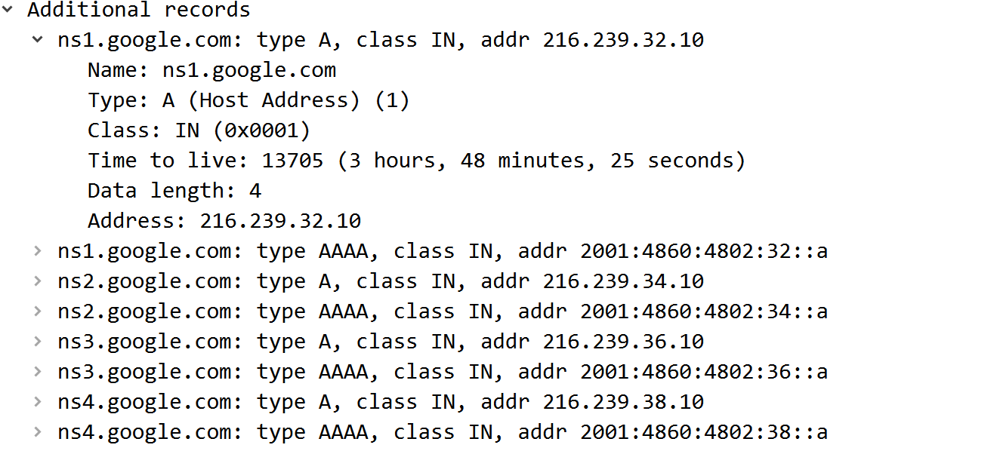 Additional records
ns1.google.com: type A, class IN, addr 216.239.32.10
Name: ns1.google.com
Type: A (Host Address) (1)
Class: IN (0x0001)
Time to live: 13705 (3 hours, 48 minutes, 25 seconds)
Data length: 4
Address: 216.239.32.10
ns1.google.com: type AAAA, class IN, addr 2001:4860:4802:32::a
ns2.google.com: type A, class IN, addr 216.239.34.10
ns2.google.com: type AAAA, class IN, addr 2001:4860:4802:34::a
ns3.google.com: type A, class IN, addr 216.239.36.10
ns3.google.com: type AAAA, class IN, addr 2001:4860:4802:36::a
ns4.google.com: type A, class IN, addr 216.239.38.10
ns4.google.com: type AAAA, class IN, addr 2001:4860:4802:38::a